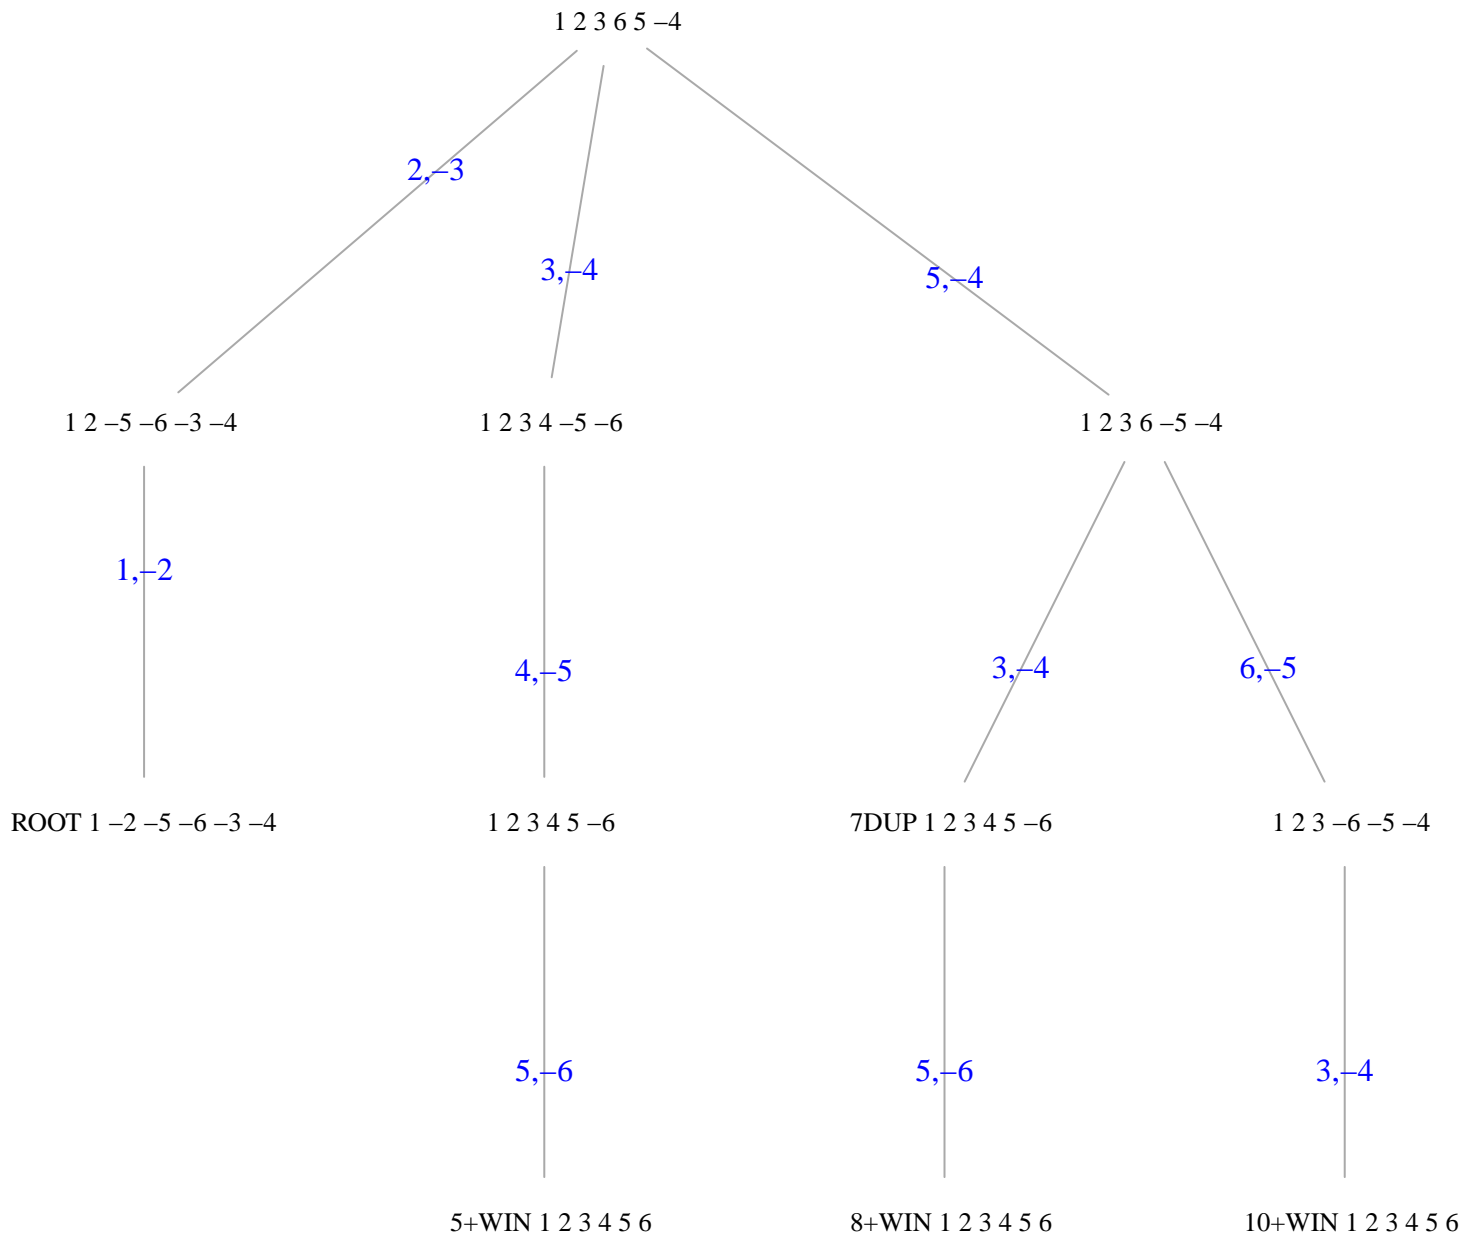 1 2 3 6 5 –4
2,–3
3,–4
5,–4
1 2 –5 –6 –3 –4
1 2 3 4 –5 –6
1 2 3 6 –5 –4
1,–2
4,–5
3,–4
6,–5
ROOT 1 –2 –5 –6 –3 –4
1 2 3 4 5 –6
7DUP 1 2 3 4 5 –6
1 2 3 –6 –5 –4
5,–6
5,–6
3,–4
5+WIN 1 2 3 4 5 6
8+WIN 1 2 3 4 5 6
10+WIN 1 2 3 4 5 6